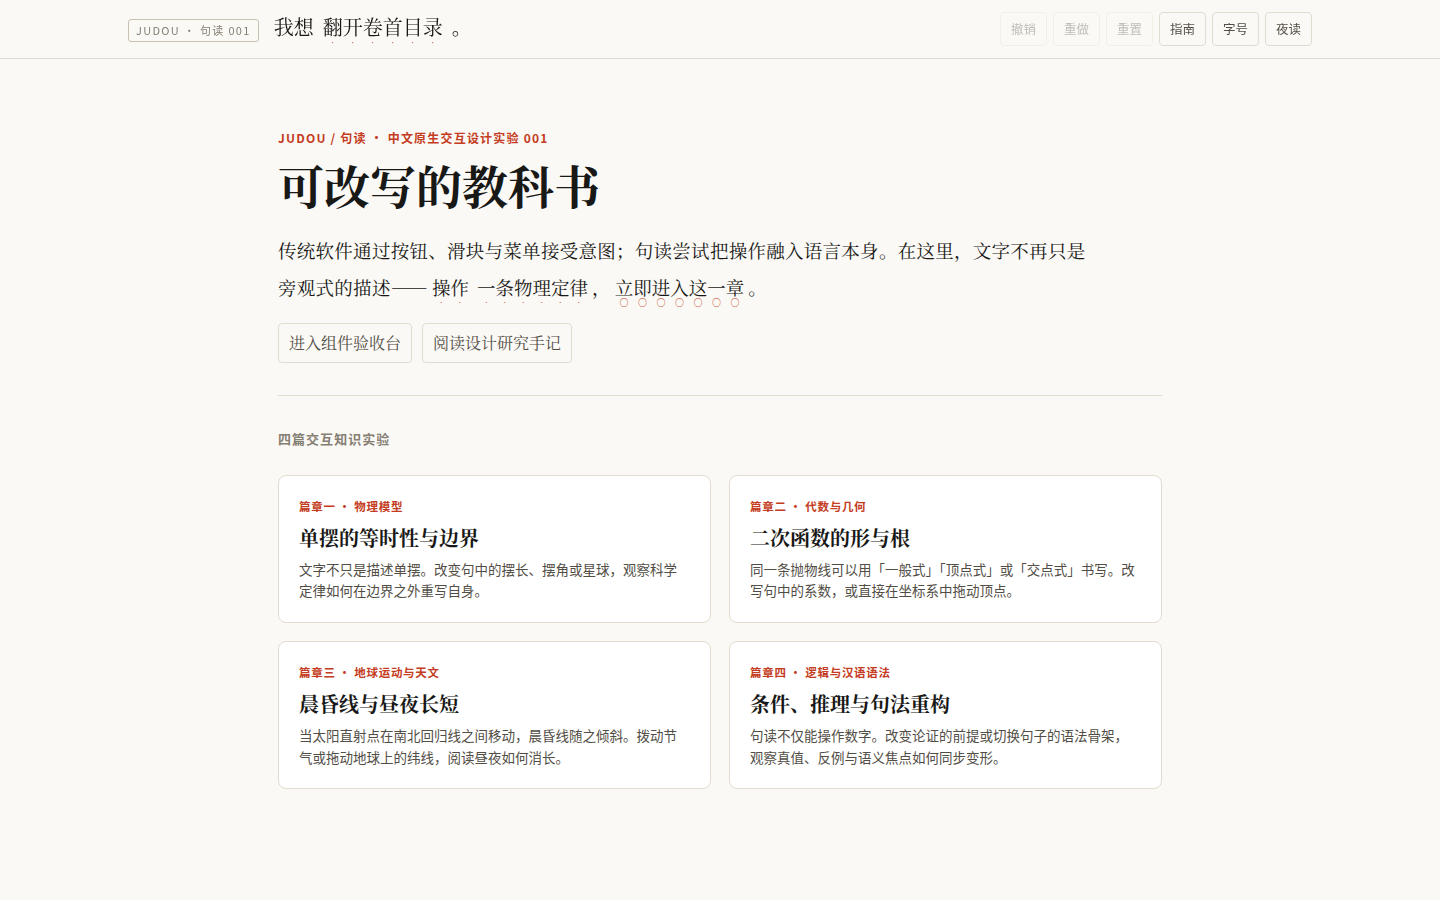 JUDOU · 句读 001
我想 翻开卷首目录 。
撤销
重做
重置
指南
字号
夜读
JUDOU / 句读 · 中文原生交互设计实验 001
可改写的教科书
传统软件通过按钮、滑块与菜单接受意图；句读尝试把操作融入语言本身。在这里，文字不再只是
旁观式的描述—— 操作 一条物理定律 ， 立即进入这一章 。
进入组件验收台
阅读设计研究手记
四篇交互知识实验
篇章一 · 物理模型
单摆的等时性与边界
文字不只是描述单摆。改变句中的摆长、摆角或星球，观察科学
定律如何在边界之外重写自身。
篇章二 · 代数与几何
二次函数的形与根
同一条抛物线可以用「一般式」「顶点式」或「交点式」书写。改
写句中的系数，或直接在坐标系中拖动顶点。
篇章三 · 地球运动与天文
晨昏线与昼夜长短
当太阳直射点在南北回归线之间移动，晨昏线随之倾斜。拨动节
气或拖动地球上的纬线，阅读昼夜如何消长。
篇章四 · 逻辑与汉语语法
条件、推理与句法重构
句读不仅能操作数字。改变论证的前提或切换句子的语法骨架，
观察真值、反例与语义焦点如何同步变形。